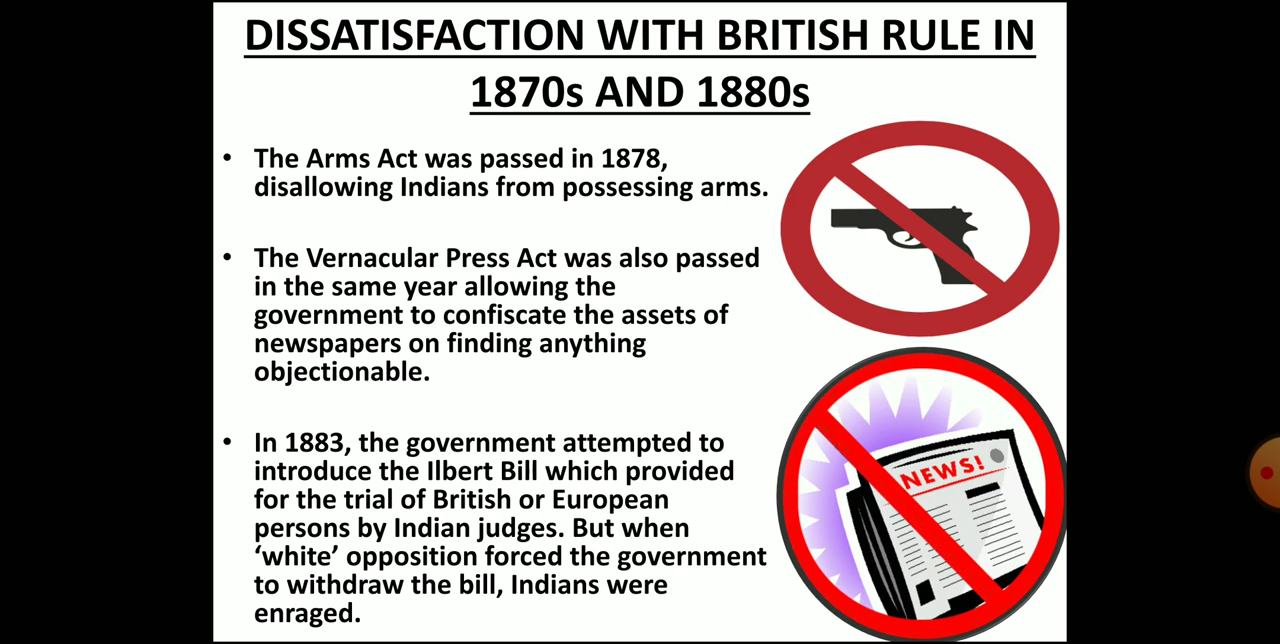 DISSATISFACTION WITH BRITISH RULE IN
1870s AND 1880s
• The Arms Act was passed in 1878,
disallowing Indians from possessing arms.
• The Vernacular Press Act was also passed
in the same year allowing the
government to confiscate the assets of
newspapers on finding anything
objectionable.
• In 1883, the government attempted to
introduce the Ilbert Bill which provided
for the trial of British or European
persons by Indian judges. But when
‘white’ opposition forced the government
to withdraw the bill, Indians were
enraged.
NEWS!